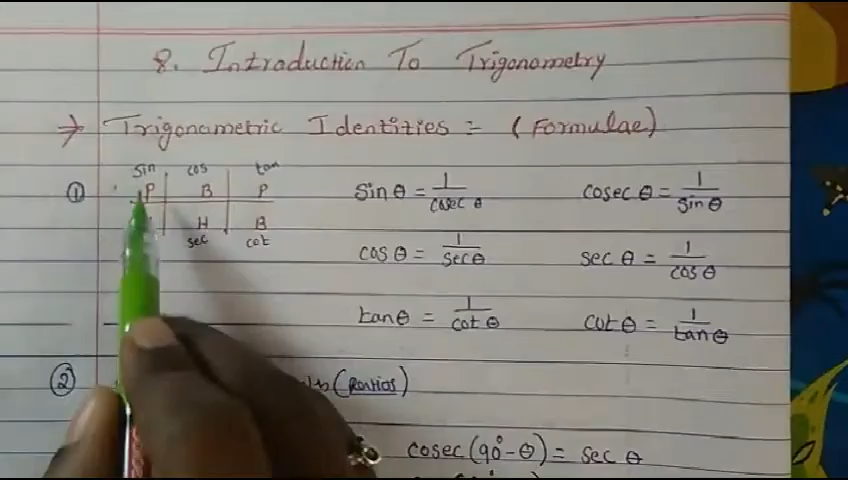 8. Introduction To Trigonometry
⇒ Trigonometric Identities = (Formulae)
① sin cos tan
P B P
H B
sec cot
sin θ = 1/cosec θ cosec θ = 1/sin θ
cos θ = 1/sec θ sec θ = 1/cos θ
tan θ = 1/cot θ cot θ = 1/tan θ
② (Ratios)
cosec (90° - θ) = sec θ